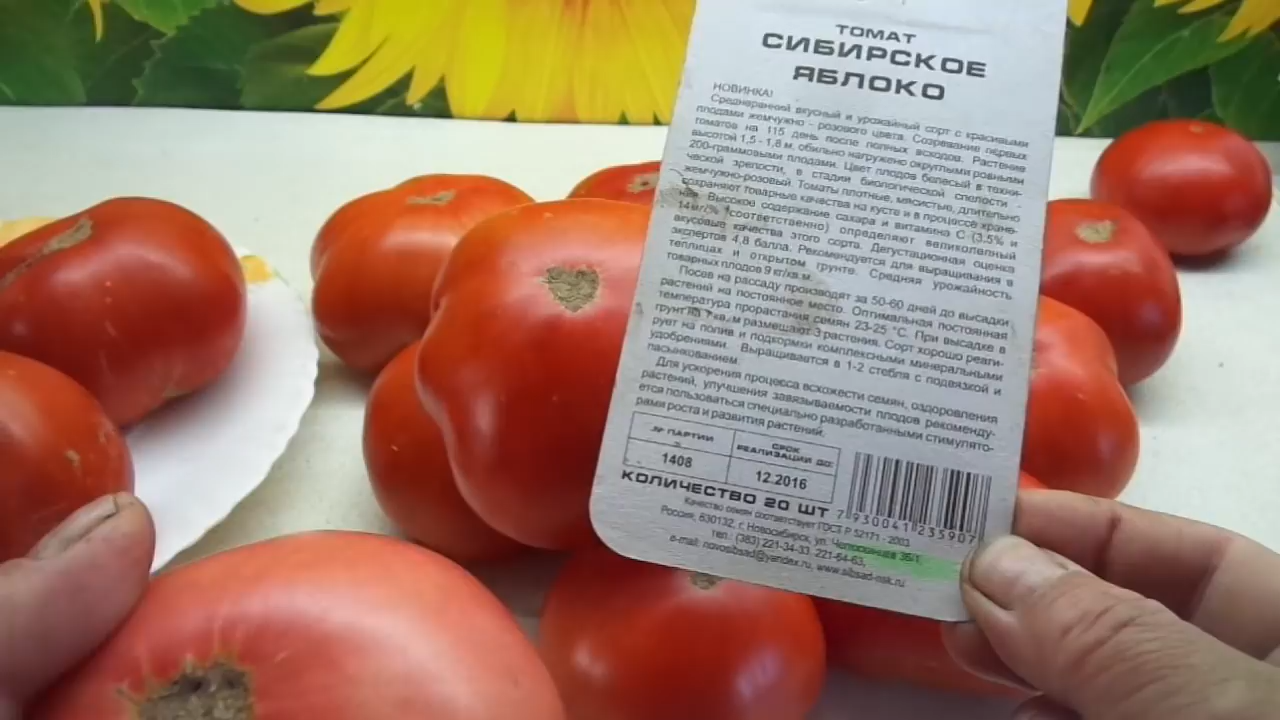 ТОМАТ
СИБИРСКОЕ
ЯБЛОКО
НОВИНКА!
Среднеранний вкусный и урожайный сорт с красивыми
плодами жемчужно - розового цвета. Созревание первых
томатов на 115 день после полных всходов. Растение
высотой 1,5 - 1,8 м, обильно нагружено округлыми ровными
200-граммовыми плодами. Цвет плодов белесый в техни-
ческой зрелости, в стадии биологической спелости -
жемчужно-розовый. Томаты плотные, мясистые, длительно
сохраняют товарные качества на кусте и в процессе хране-
ния. Высокое содержание сахара и витамина С (3,5% и
14 мг/% соответственно) определяют великолепный
вкусовые качества этого сорта. Дегустационная оценка
экспертов 4,8 балла. Рекомендуется для выращивания в
теплицах и открытом грунте. Средняя урожайность
товарных плодов 9 кг/кв.м.
Посев на рассаду производят за 50-60 дней до высадки
растений на постоянное место. Оптимальная постоянная
температура прорастания семян 23-25 °С. При высадке в
грунт на 1 кв. м размещают 3 растения. Сорт хорошо реаги-
рует на полив и подкормки комплексными минеральными
удобрениями. Выращивается в 1-2 стебля с подвязкой и
пасынкованием.
Для ускорения процесса всхожести семян, оздоровления
растений, улучшения завязываемости плодов рекоменду-
ется пользоваться специально разработанными стимулято-
рами роста и развития растений.
№ ПАРТИИ
1408
СРОК
РЕАЛИЗАЦИИ ДО:
12.2016
КОЛИЧЕСТВО 20 ШТ
7 930041 235907
Качество семян соответствует ГОСТ Р 52171 - 2003
Россия, 630132, г. Новосибирск, ул. Челюскинцев 36/1,
тел.: (383) 221-34-33, 221-64-63,
e-mail: novosibsad@yandex.ru, www.sibsad-nsk.ru